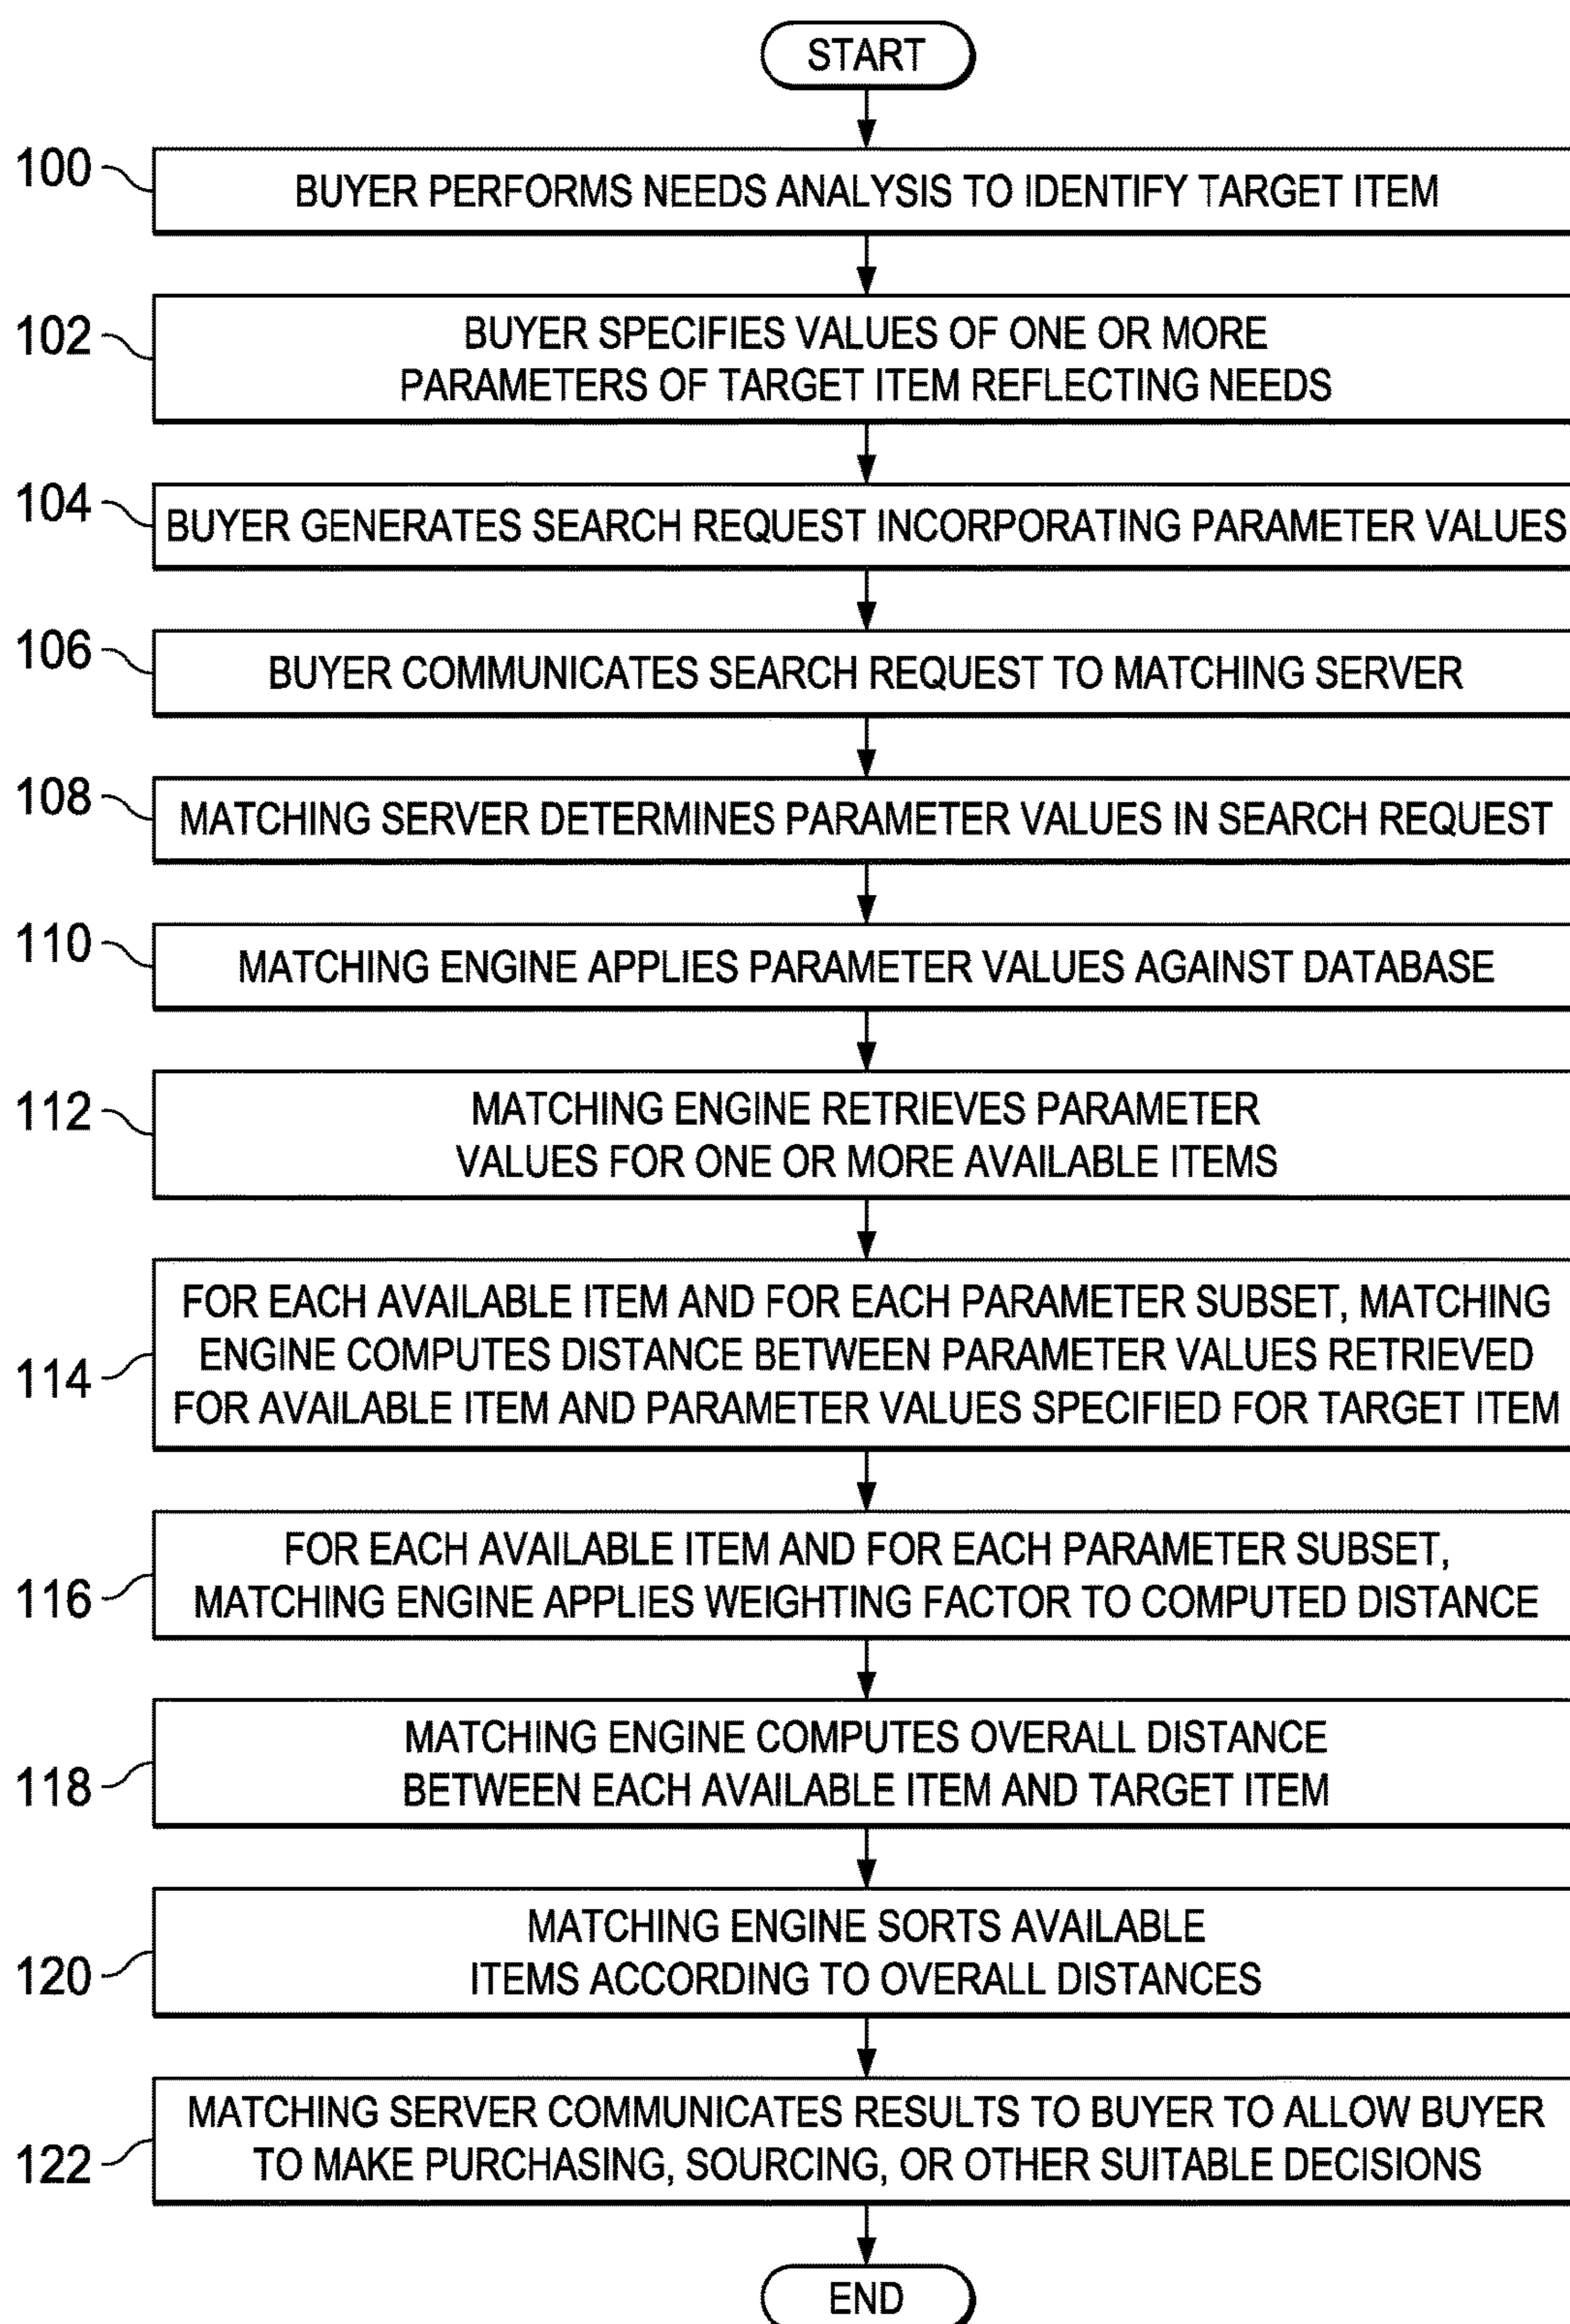 START
100
BUYER PERFORMS NEEDS ANALYSIS TO IDENTIFY TARGET ITEM
102
BUYER SPECIFIES VALUES OF ONE OR MORE
PARAMETERS OF TARGET ITEM REFLECTING NEEDS
104
BUYER GENERATES SEARCH REQUEST INCORPORATING PARAMETER VALUES
106
BUYER COMMUNICATES SEARCH REQUEST TO MATCHING SERVER
108
MATCHING SERVER DETERMINES PARAMETER VALUES IN SEARCH REQUEST
110
MATCHING ENGINE APPLIES PARAMETER VALUES AGAINST DATABASE
112
MATCHING ENGINE RETRIEVES PARAMETER
VALUES FOR ONE OR MORE AVAILABLE ITEMS
114
FOR EACH AVAILABLE ITEM AND FOR EACH PARAMETER SUBSET, MATCHING
ENGINE COMPUTES DISTANCE BETWEEN PARAMETER VALUES RETRIEVED
FOR AVAILABLE ITEM AND PARAMETER VALUES SPECIFIED FOR TARGET ITEM
116
FOR EACH AVAILABLE ITEM AND FOR EACH PARAMETER SUBSET,
MATCHING ENGINE APPLIES WEIGHTING FACTOR TO COMPUTED DISTANCE
118
MATCHING ENGINE COMPUTES OVERALL DISTANCE
BETWEEN EACH AVAILABLE ITEM AND TARGET ITEM
120
MATCHING ENGINE SORTS AVAILABLE
ITEMS ACCORDING TO OVERALL DISTANCES
122
MATCHING SERVER COMMUNICATES RESULTS TO BUYER TO ALLOW BUYER
TO MAKE PURCHASING, SOURCING, OR OTHER SUITABLE DECISIONS
END